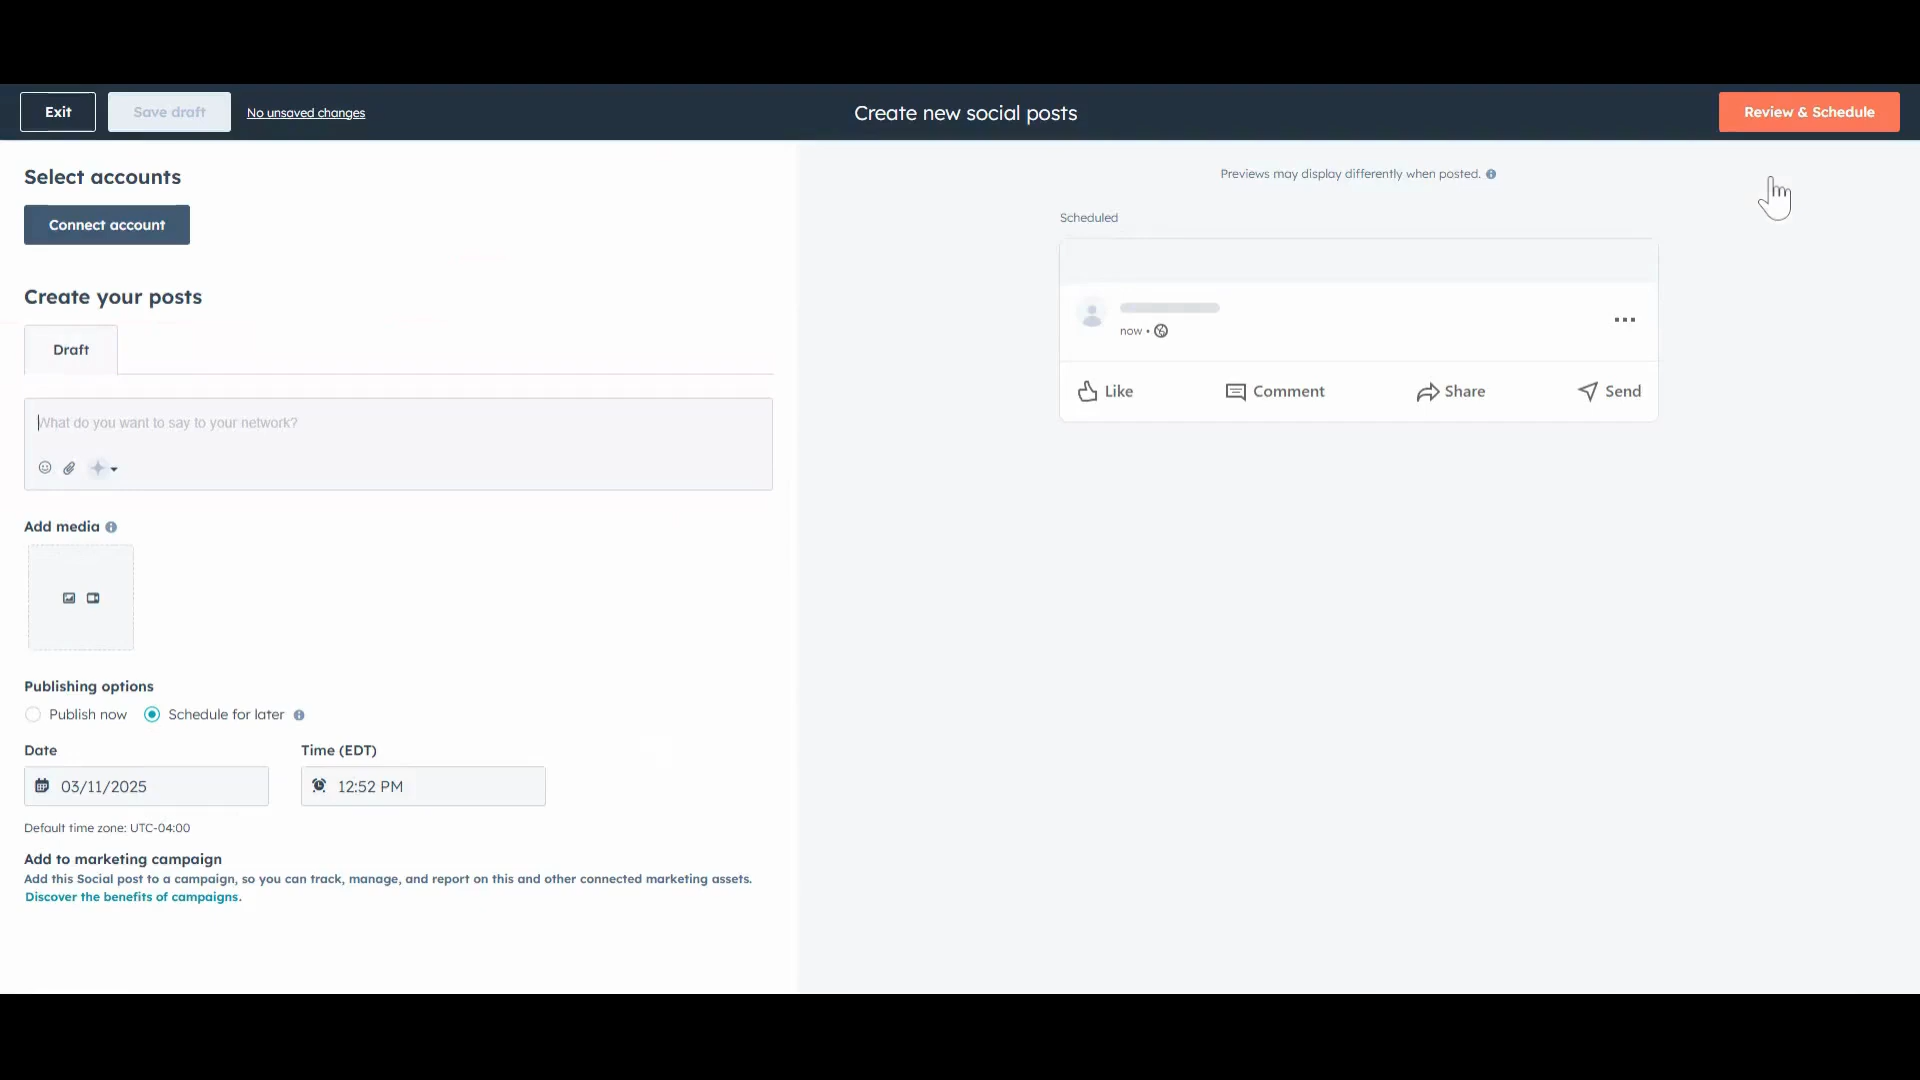 Exit
Save draft
No unsaved changes
Create new social posts
Review & Schedule
Select accounts
Connect account
Create your posts
Draft
What do you want to say to your network?
Add media
Publishing options
Publish now
Schedule for later
Date
Time (EDT)
03/11/2025
12:52 PM
Default time zone: UTC-04:00
Add to marketing campaign
Add this Social post to a campaign, so you can track, manage, and report on this and other connected marketing assets.
Discover the benefits of campaigns.
Previews may display differently when posted.
Scheduled
now •
Like
Comment
Share
Send